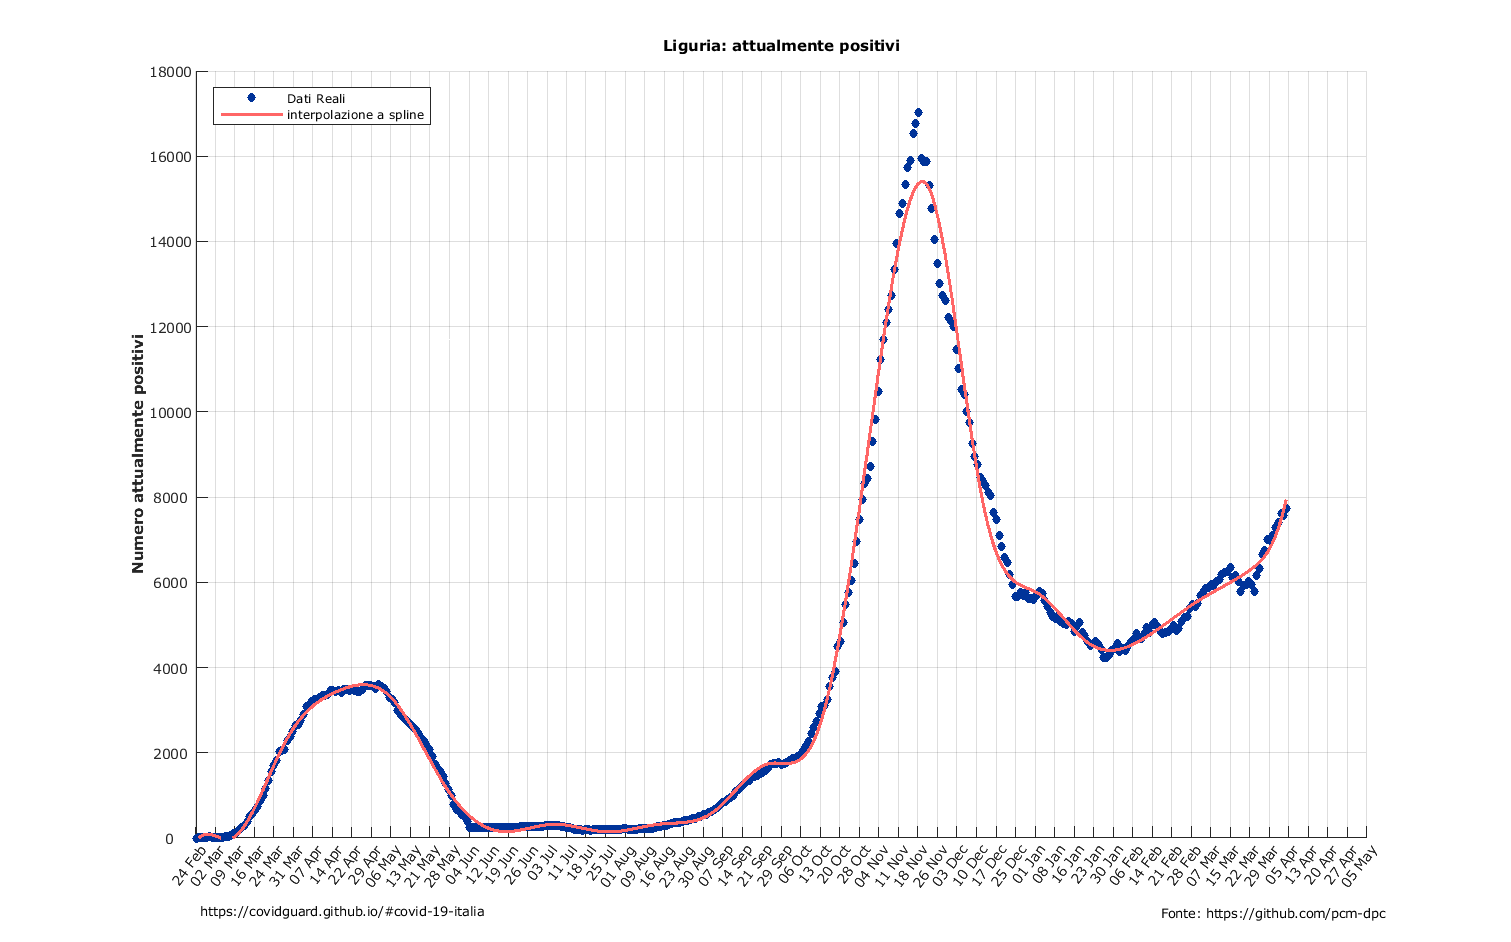 Liguria: attualmente positivi
18000
16000
14000
12000
10000
8000
6000
4000
2000
0
Numero attualmente positivi
Dati Reali
interpolazione a spline
24 Feb
02 Mar
09 Mar
16 Mar
24 Mar
31 Mar
07 Apr
14 Apr
22 Apr
29 Apr
06 May
13 May
21 May
28 May
04 Jun
12 Jun
19 Jun
26 Jun
03 Jul
11 Jul
18 Jul
25 Jul
01 Aug
09 Aug
16 Aug
23 Aug
30 Aug
07 Sep
14 Sep
21 Sep
29 Sep
06 Oct
13 Oct
20 Oct
28 Oct
04 Nov
11 Nov
18 Nov
26 Nov
03 Dec
10 Dec
17 Dec
25 Dec
01 Jan
08 Jan
16 Jan
23 Jan
30 Jan
06 Feb
14 Feb
21 Feb
28 Feb
07 Mar
15 Mar
22 Mar
29 Mar
05 Apr
13 Apr
20 Apr
27 Apr
05 May
https://covidguard.github.io/#covid-19-italia
Fonte: https://github.com/pcm-dpc